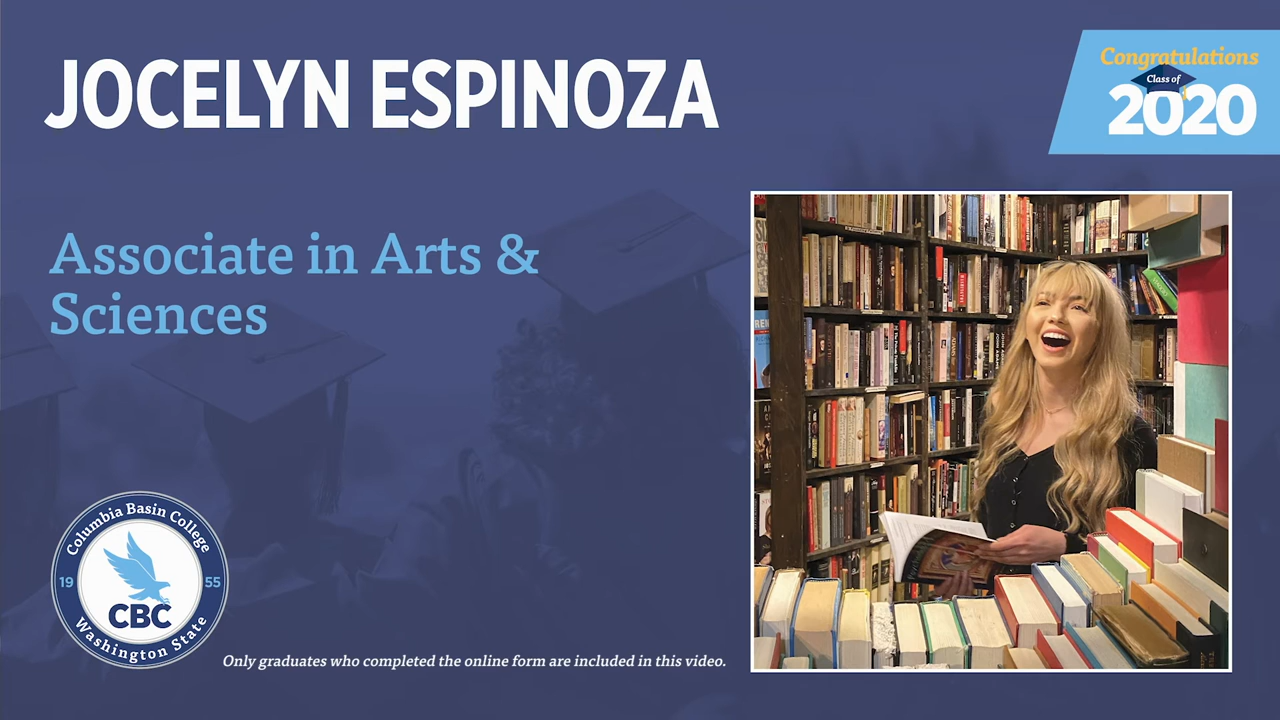 JOCELYN ESPINOZA
Congratulations
Class of
2020
Associate in Arts &
Sciences
Columbia Basin College
19 55
CBC
Washington State
Only graduates who completed the online form are included in this video.